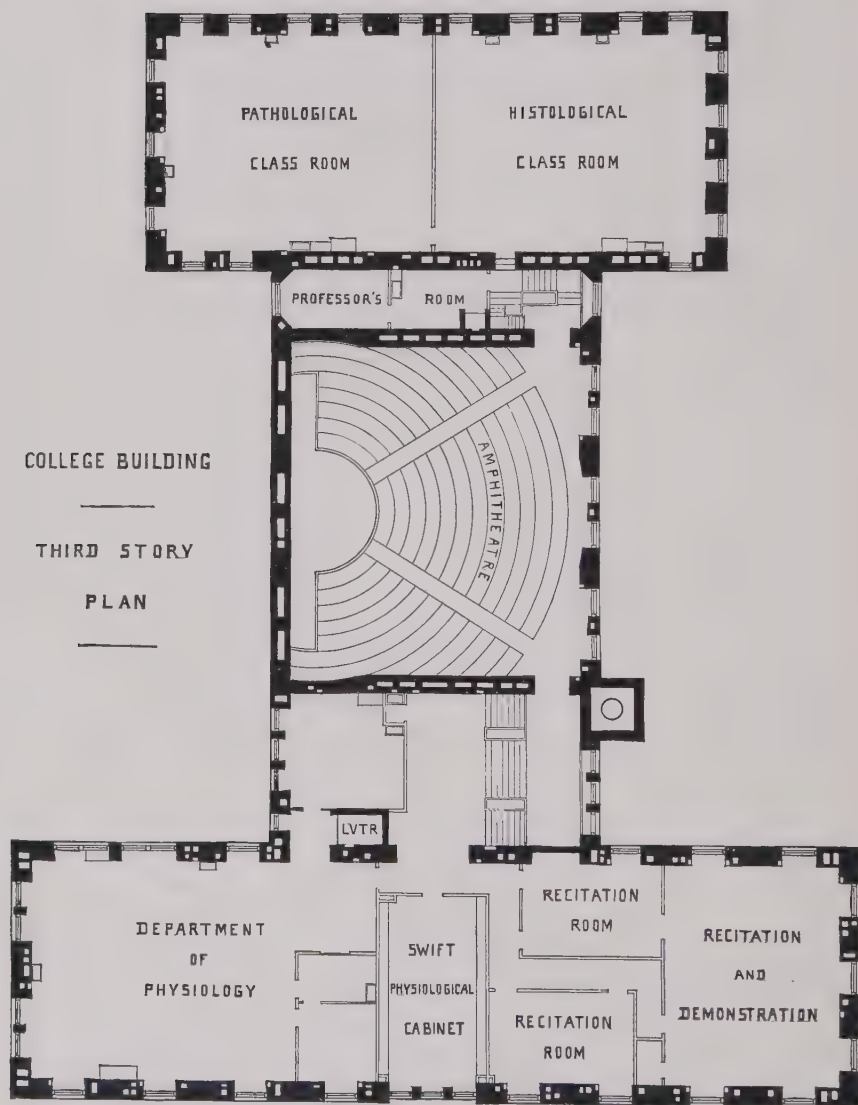 PATHOLOGICAL
CLASS ROOM
HISTOLOGICAL
CLASS ROOM
PROFESSOR'S ROOM
AMPHITHEATRE
COLLEGE BUILDING
THIRD STORY
PLAN
LVTR
DEPARTMENT
OF
PHYSIOLOGY
SWIFT
PHYSIOLOGICAL
CABINET
RECITATION
ROOM
RECITATION
ROOM
RECITATION
AND
DEMONSTRATION